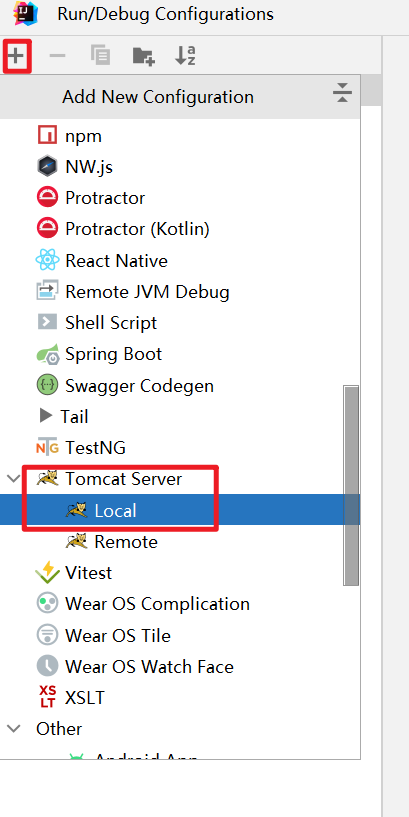 Run/Debug Configurations
Add New Configuration
npm
NW.js
Protractor
Protractor (Kotlin)
React Native
Remote JVM Debug
Shell Script
Spring Boot
Swagger Codegen
Tail
TestNG
Tomcat Server
Local
Remote
Vitest
Wear OS Complication
Wear OS Tile
Wear OS Watch Face
XSLT
Other
Android App